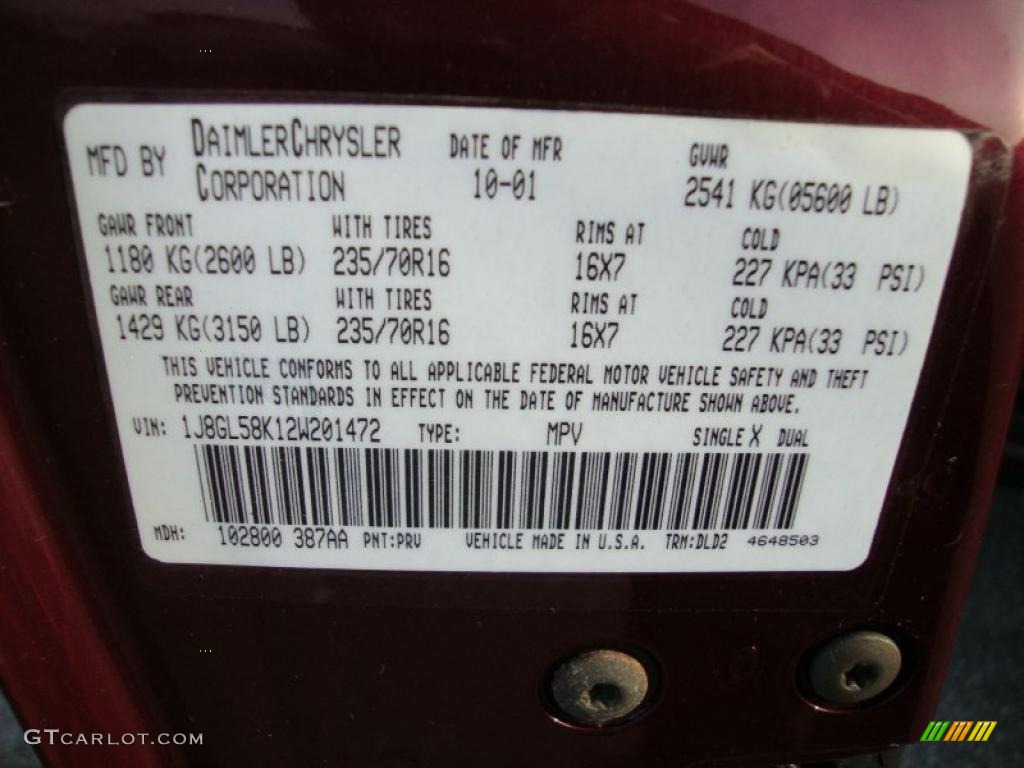 MFD BY DAIMLERCHRYSLER CORPORATION DATE OF MFR 10-01 GVWR 2541 KG(05600 LB)
GAWR FRONT WITH TIRES RIMS AT COLD
1180 KG(2600 LB) 235/70R16 16X7 227 KPA(33 PSI)
GAWR REAR WITH TIRES RIMS AT COLD
1429 KG(3150 LB) 235/70R16 16X7 227 KPA(33 PSI)
THIS VEHICLE CONFORMS TO ALL APPLICABLE FEDERAL MOTOR VEHICLE SAFETY AND THEFT
PREVENTION STANDARDS IN EFFECT ON THE DATE OF MANUFACTURE SHOWN ABOVE.
VIN: 1J8GL58K12W201472 TYPE: MPV SINGLE X DUAL
MDH: 102800 387AA PNT:PRV VEHICLE MADE IN U.S.A. TRM:DLD2 4648503
GTCARLOT.COM